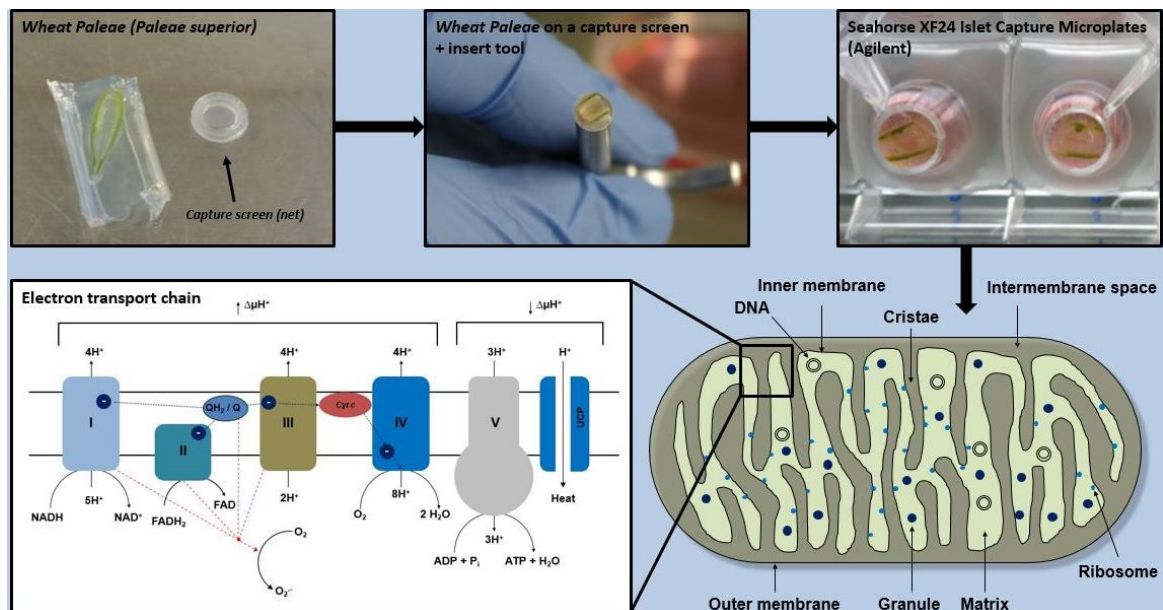 Wheat Paleae (Paleae superior)
Capture screen (net)
Wheat Paleae on a capture screen
+ insert tool
Seahorse XF24 Islet Capture Microplates
(Agilent)
Electron transport chain
↑ ΔμH⁺
↓ ΔμH⁺
4H⁺
4H⁺
4H⁺
3H⁺
H⁺
I
QH₂ / Q
II
III
Cyt c
IV
V
UCP
NADH
5H⁺
NAD⁺
FADH₂
FAD
2H⁺
O₂
8H⁺
2 H₂O
ADP + Pᵢ
3H⁺
ATP + H₂O
Heat
O₂
O₂·⁻
DNA
Inner membrane
Cristae
Intermembrane space
Outer membrane
Granule
Matrix
Ribosome